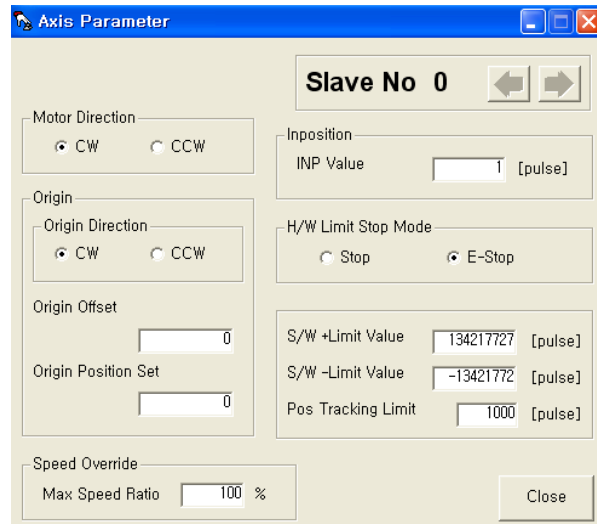 Axis Parameter
Slave No 0
Motor Direction
CW CCW
Origin
Origin Direction
CW CCW
Origin Offset
0
Origin Position Set
0
Speed Override
Max Speed Ratio 100 %
Inposition
INP Value 1 [pulse]
H/W Limit Stop Mode
Stop E-Stop
S/W +Limit Value 134217727 [pulse]
S/W -Limit Value -13421772 [pulse]
Pos Tracking Limit 1000 [pulse]
Close